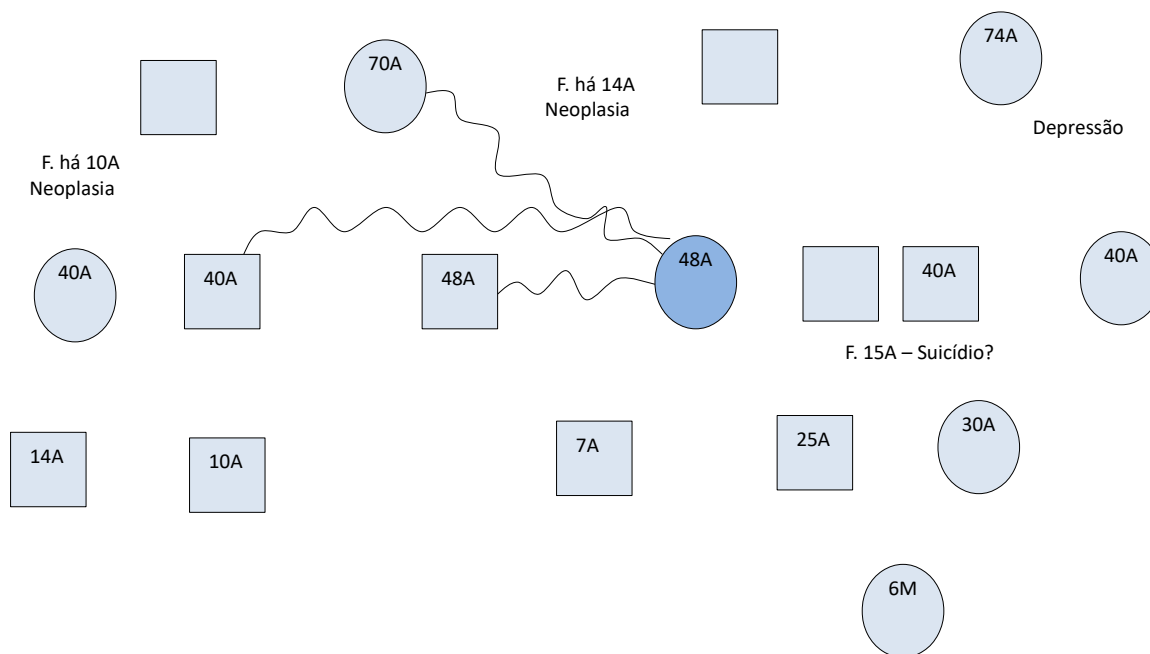 74A
70A
F. há 14A
Neoplasia
Depressão
F. há 10A
Neoplasia
40A
40A
48A
48A
40A
40A
F. 15A – Suicídio?
14A
10A
7A
25A
30A
6M